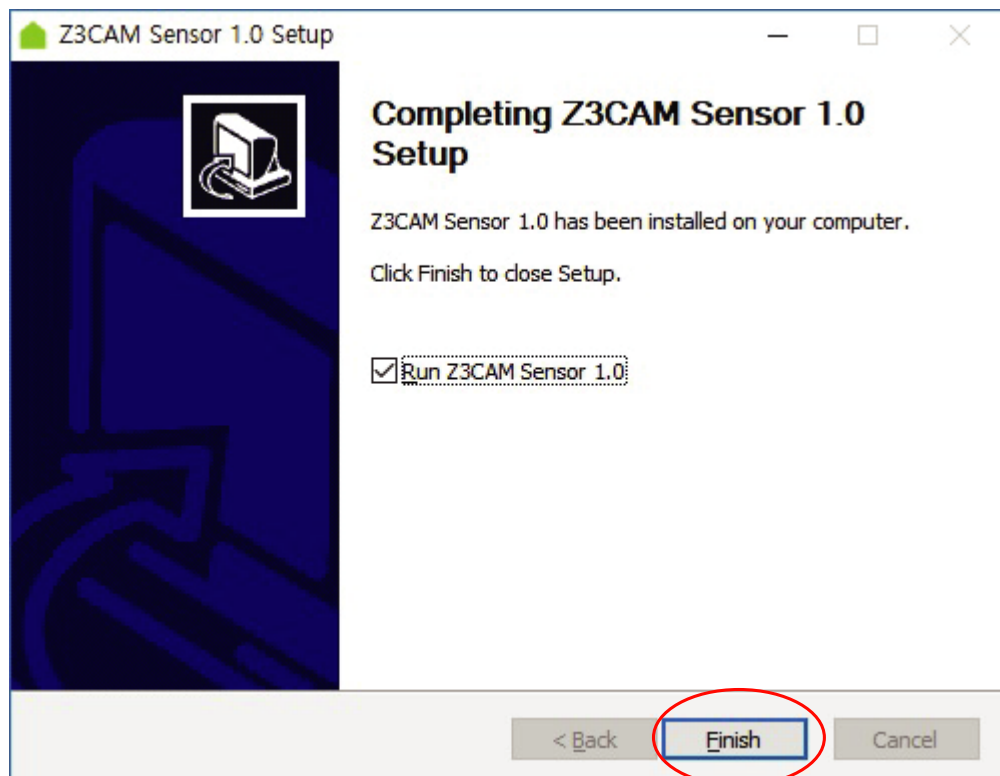 Z3CAM Sensor 1.0 Setup
Completing Z3CAM Sensor 1.0
Setup
Z3CAM Sensor 1.0 has been installed on your computer.
Click Finish to close Setup.
Run Z3CAM Sensor 1.0
< Back
Finish
Cancel